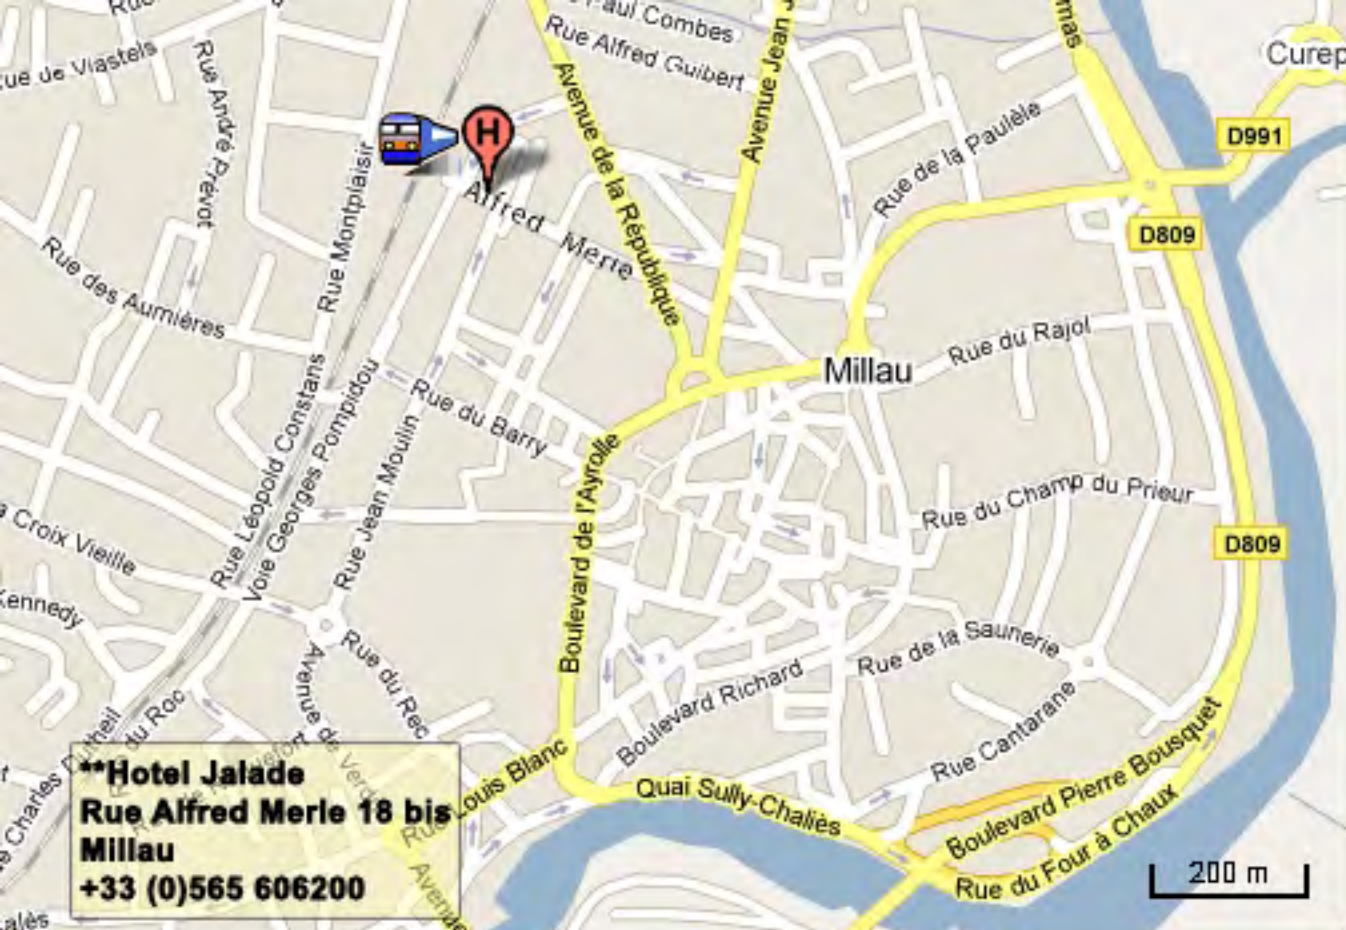 Paul Combes
Rue Alfred Guibert
Avenue Jean J
Curep
D991
Rue de Viastels
Rue André Prévot
H
Avenue de la République
Rue de la Paulèle
Rue Montplaisir
Alfred Merle
D809
Rue des Aumières
Rue du Rajol
Millau
Rue Léopold Constans
Voie Georges Pompidou
Rue Jean Moulin
Rue du Barry
Boulevard de l'Ayrolle
Rue du Champ du Prieur
D809
a Croix Vieille
Kennedy
Rue du Rec
Avenue de Verdu
Rue de la Saunerie
Boulevard Richard
Rue Cantarane
Boulevard Pierre Bousquet
du Roc
Rue Louis Blanc
Quai Sully-Chaliès
Rue du Four à Chaux
**Hotel Jalade
Rue Alfred Merle 18 bis
Millau
+33 (0)565 606200
Avenue
200 m